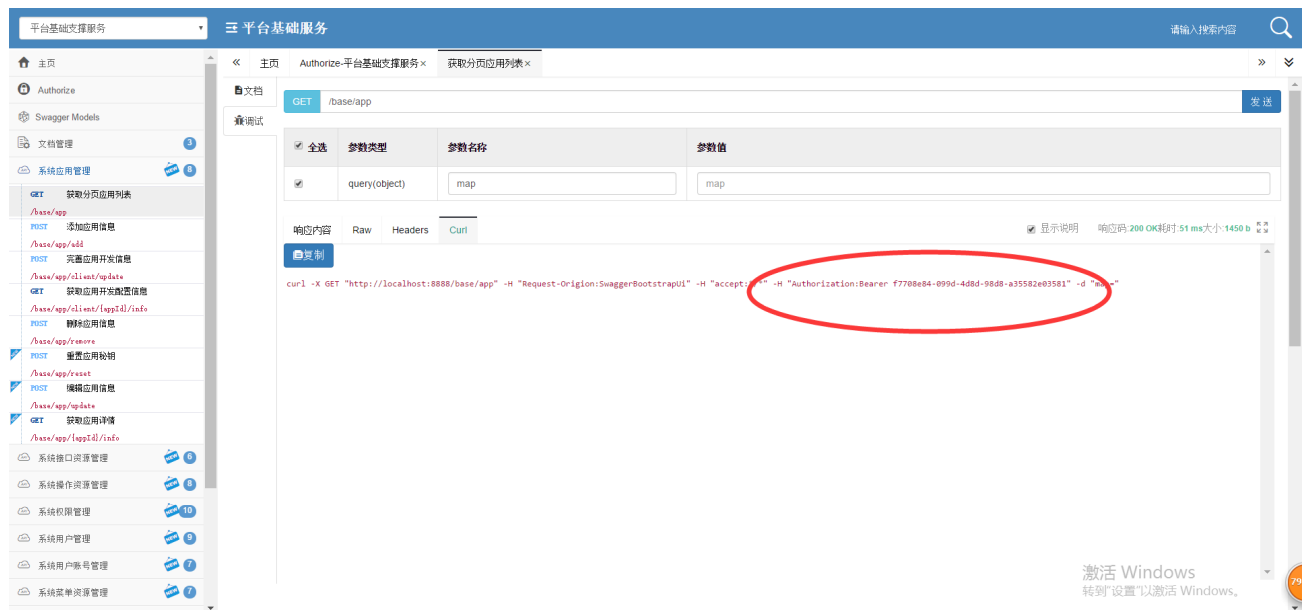 平台基础支撑服务
平台基础服务
请输入搜索内容
主页
Authorize
Swagger Models
文档管理 3
系统应用管理 NEW 8
GET 获取分页应用列表
/base/app
POST 添加应用信息
/base/app/add
POST 完善应用开发信息
/base/app/client/update
GET 获取应用开发配置信息
/base/app/client/{appId}/info
POST 删除应用信息
/base/app/remove
POST 重置应用秘钥
/base/app/reset
POST 编辑应用信息
/base/app/update
GET 获取应用详情
/base/app/{appId}/info
系统接口资源管理 NEW 6
系统操作资源管理 NEW 8
系统权限管理 NEW 10
系统用户管理 NEW 9
系统用户账号管理 NEW 7
系统菜单资源管理 NEW 7
« 主页 Authorize-平台基础支撑服务× 获取分页应用列表× »
文档
调试
GET /base/app 发 送
全选 参数类型 参数名称 参数值
query(object) map map
响应内容 Raw Headers Curl
显示说明 响应码:200 OK耗时:51 ms大小:1450 b
复制
curl -X GET "http://localhost:8888/base/app" -H "Request-Origion:SwaggerBootstrapUi" -H "accept:*/*" -H "Authorization:Bearer f7708e84-099d-4d8d-98d8-a35582e03581" -d "map="
激活 Windows
转到"设置"以激活 Windows。
79